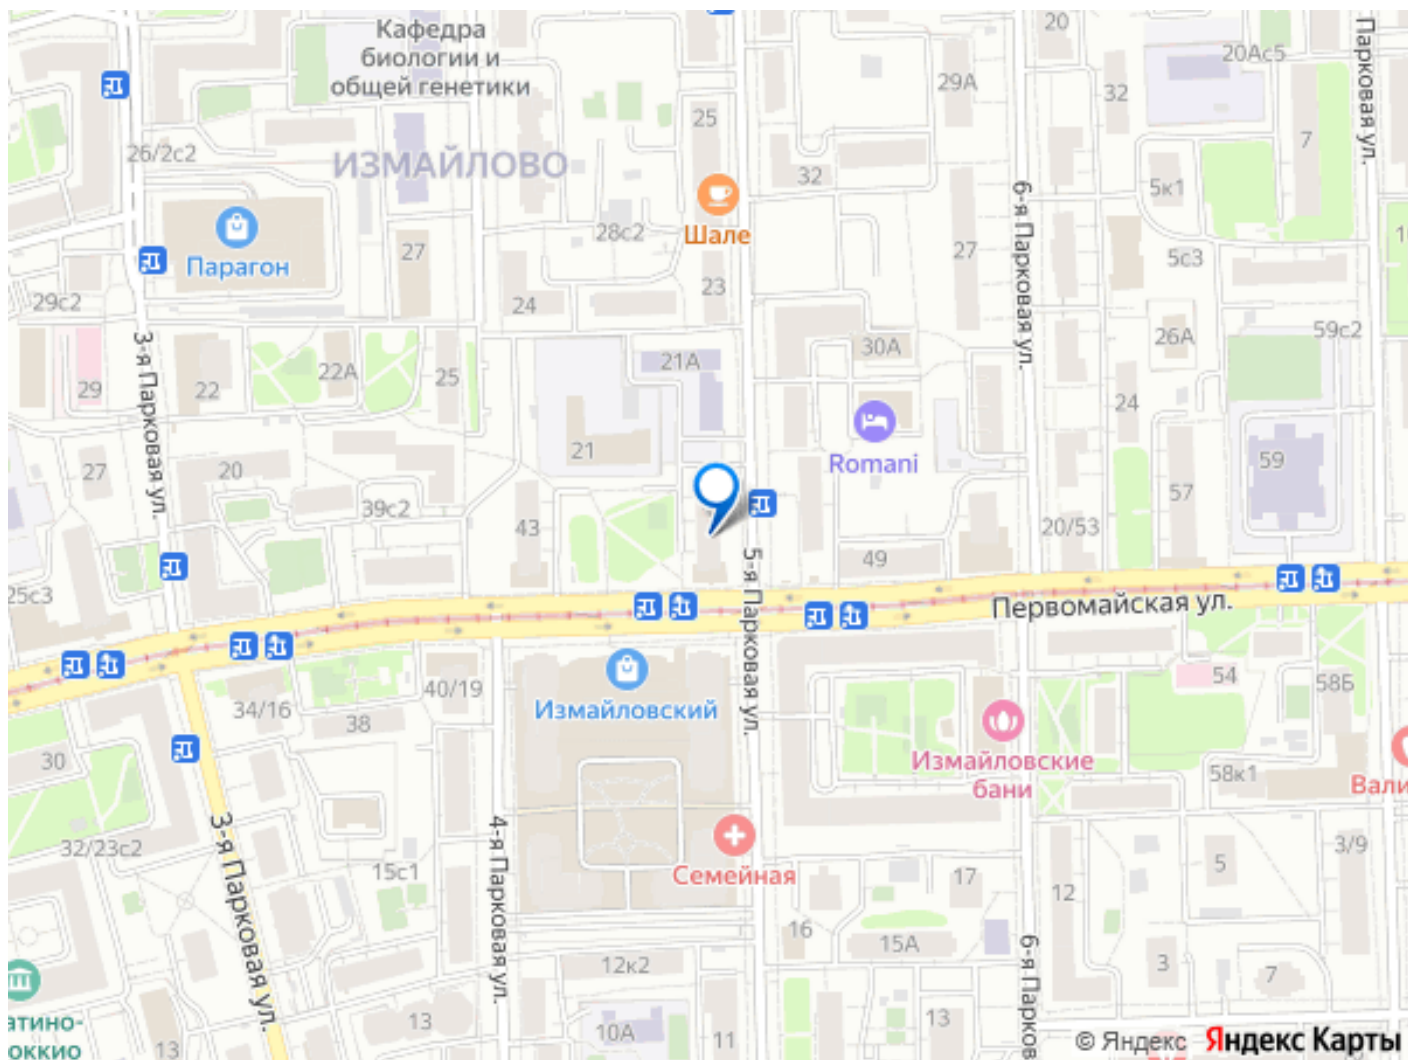 Кафедра
биологии и
общей генетики
20
20Ас5
29А
32
25
7
Парковая ул.
26/2с2
ИЗМАЙЛОВО
32
5к1
6-я Парковая ул.
Шале
28с2
27
27
5с3
Парагон
23
29с2
24
59с2
26А
3-я Парковая ул.
30А
21А
22А
25
29
22
24
Romani
21
59
27
20
57
39с2
43
20/53
5-я Парковая ул.
49
25с3
Первомайская ул.
54
58Б
40/19
34/16
38
Измайловский
30
Измайловские
бани
58к1
Вали
32/23с2
3-я Парковая ул.
4-я Парковая ул.
15с1
Семейная
17
5
3/9
12
16
15А
6-я Парков
3
7
12к2
13
10А
11
13
13
атино-
оккио
© Яндекс Яндекс Карты